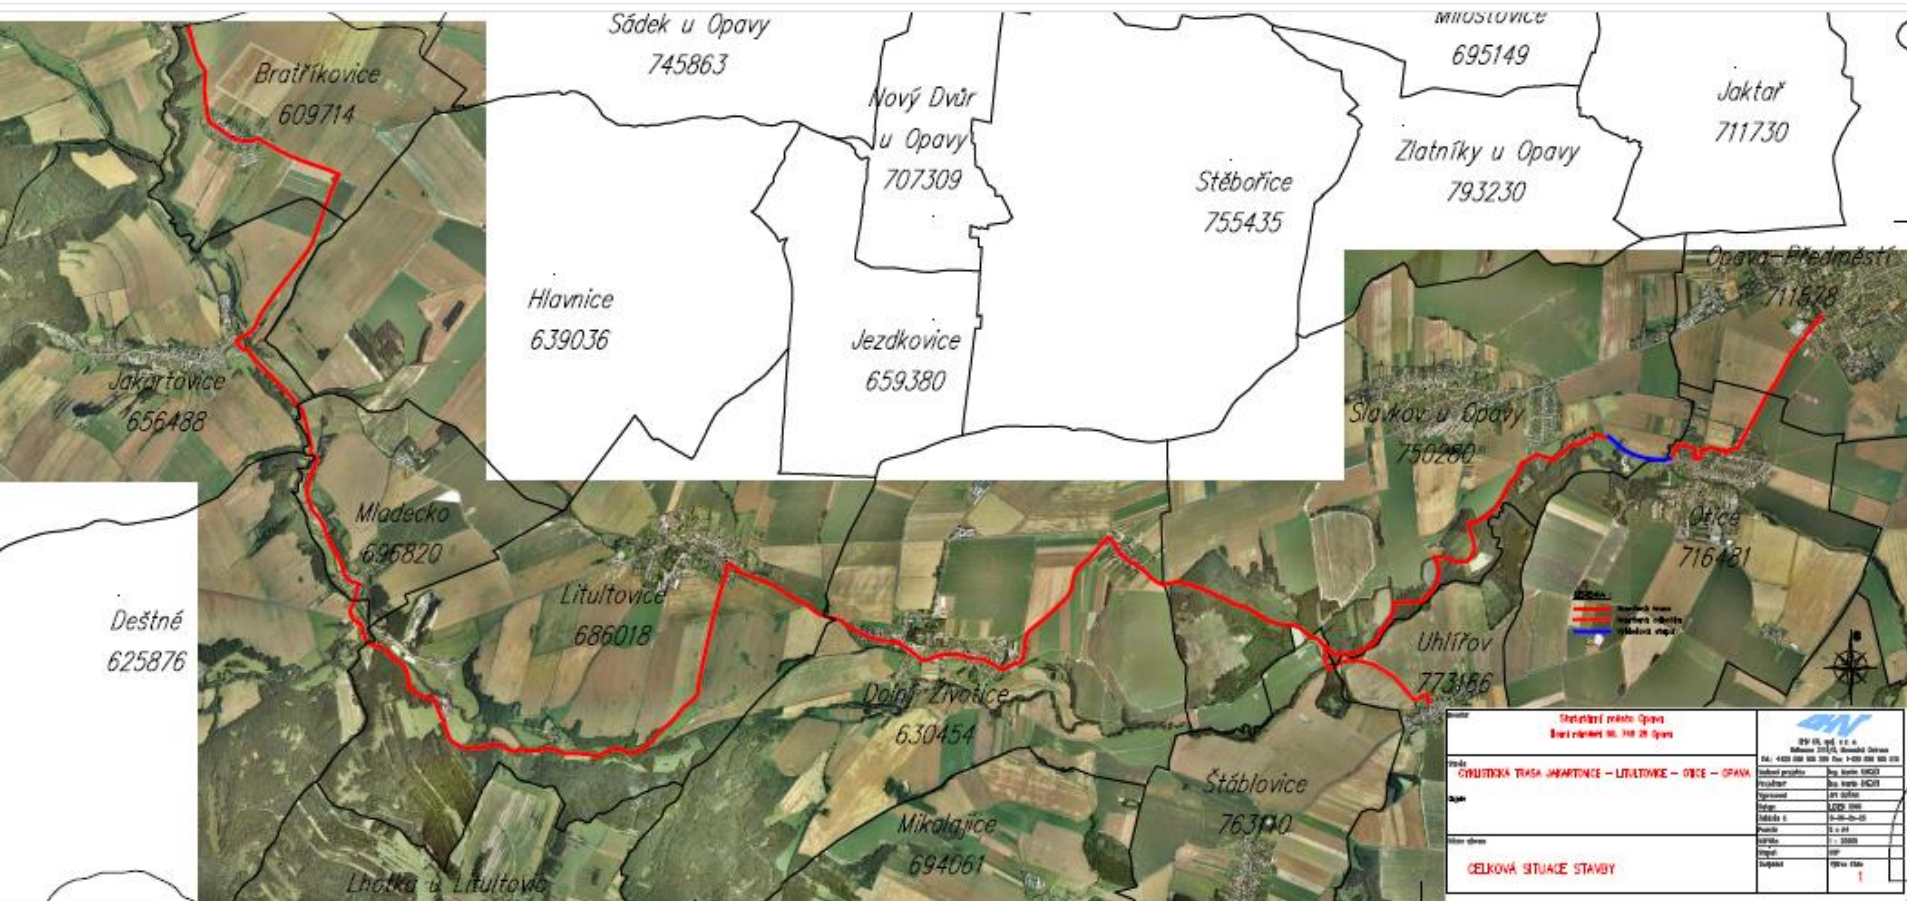 Sádek u Opavy
745863
Milostovice
695149
Bratříkovice
609714
Nový Dvůr
u Opavy
707309
Jaktař
711730
Zlatníky u Opavy
793230
Stěbořice
755435
Opava-Předměstí
711578
Hlavnice
639036
Jezdkovice
659380
Jakartovice
656488
Slavkov u Opavy
750280
Mladecko
696820
Otice
716481
Litultovice
686018
Deštné
625876
Uhlířov
773166
Dolní Životice
630454
Štáblovice
763110
Mikolajice
694061
Lhotka u Litultovic
Statutární město Opava
CYKLISTICKÁ TRASA JAKARTOVICE – LITULTOVICE – OTICE – OPAVA
CELKOVÁ SITUACE STAVBY
1